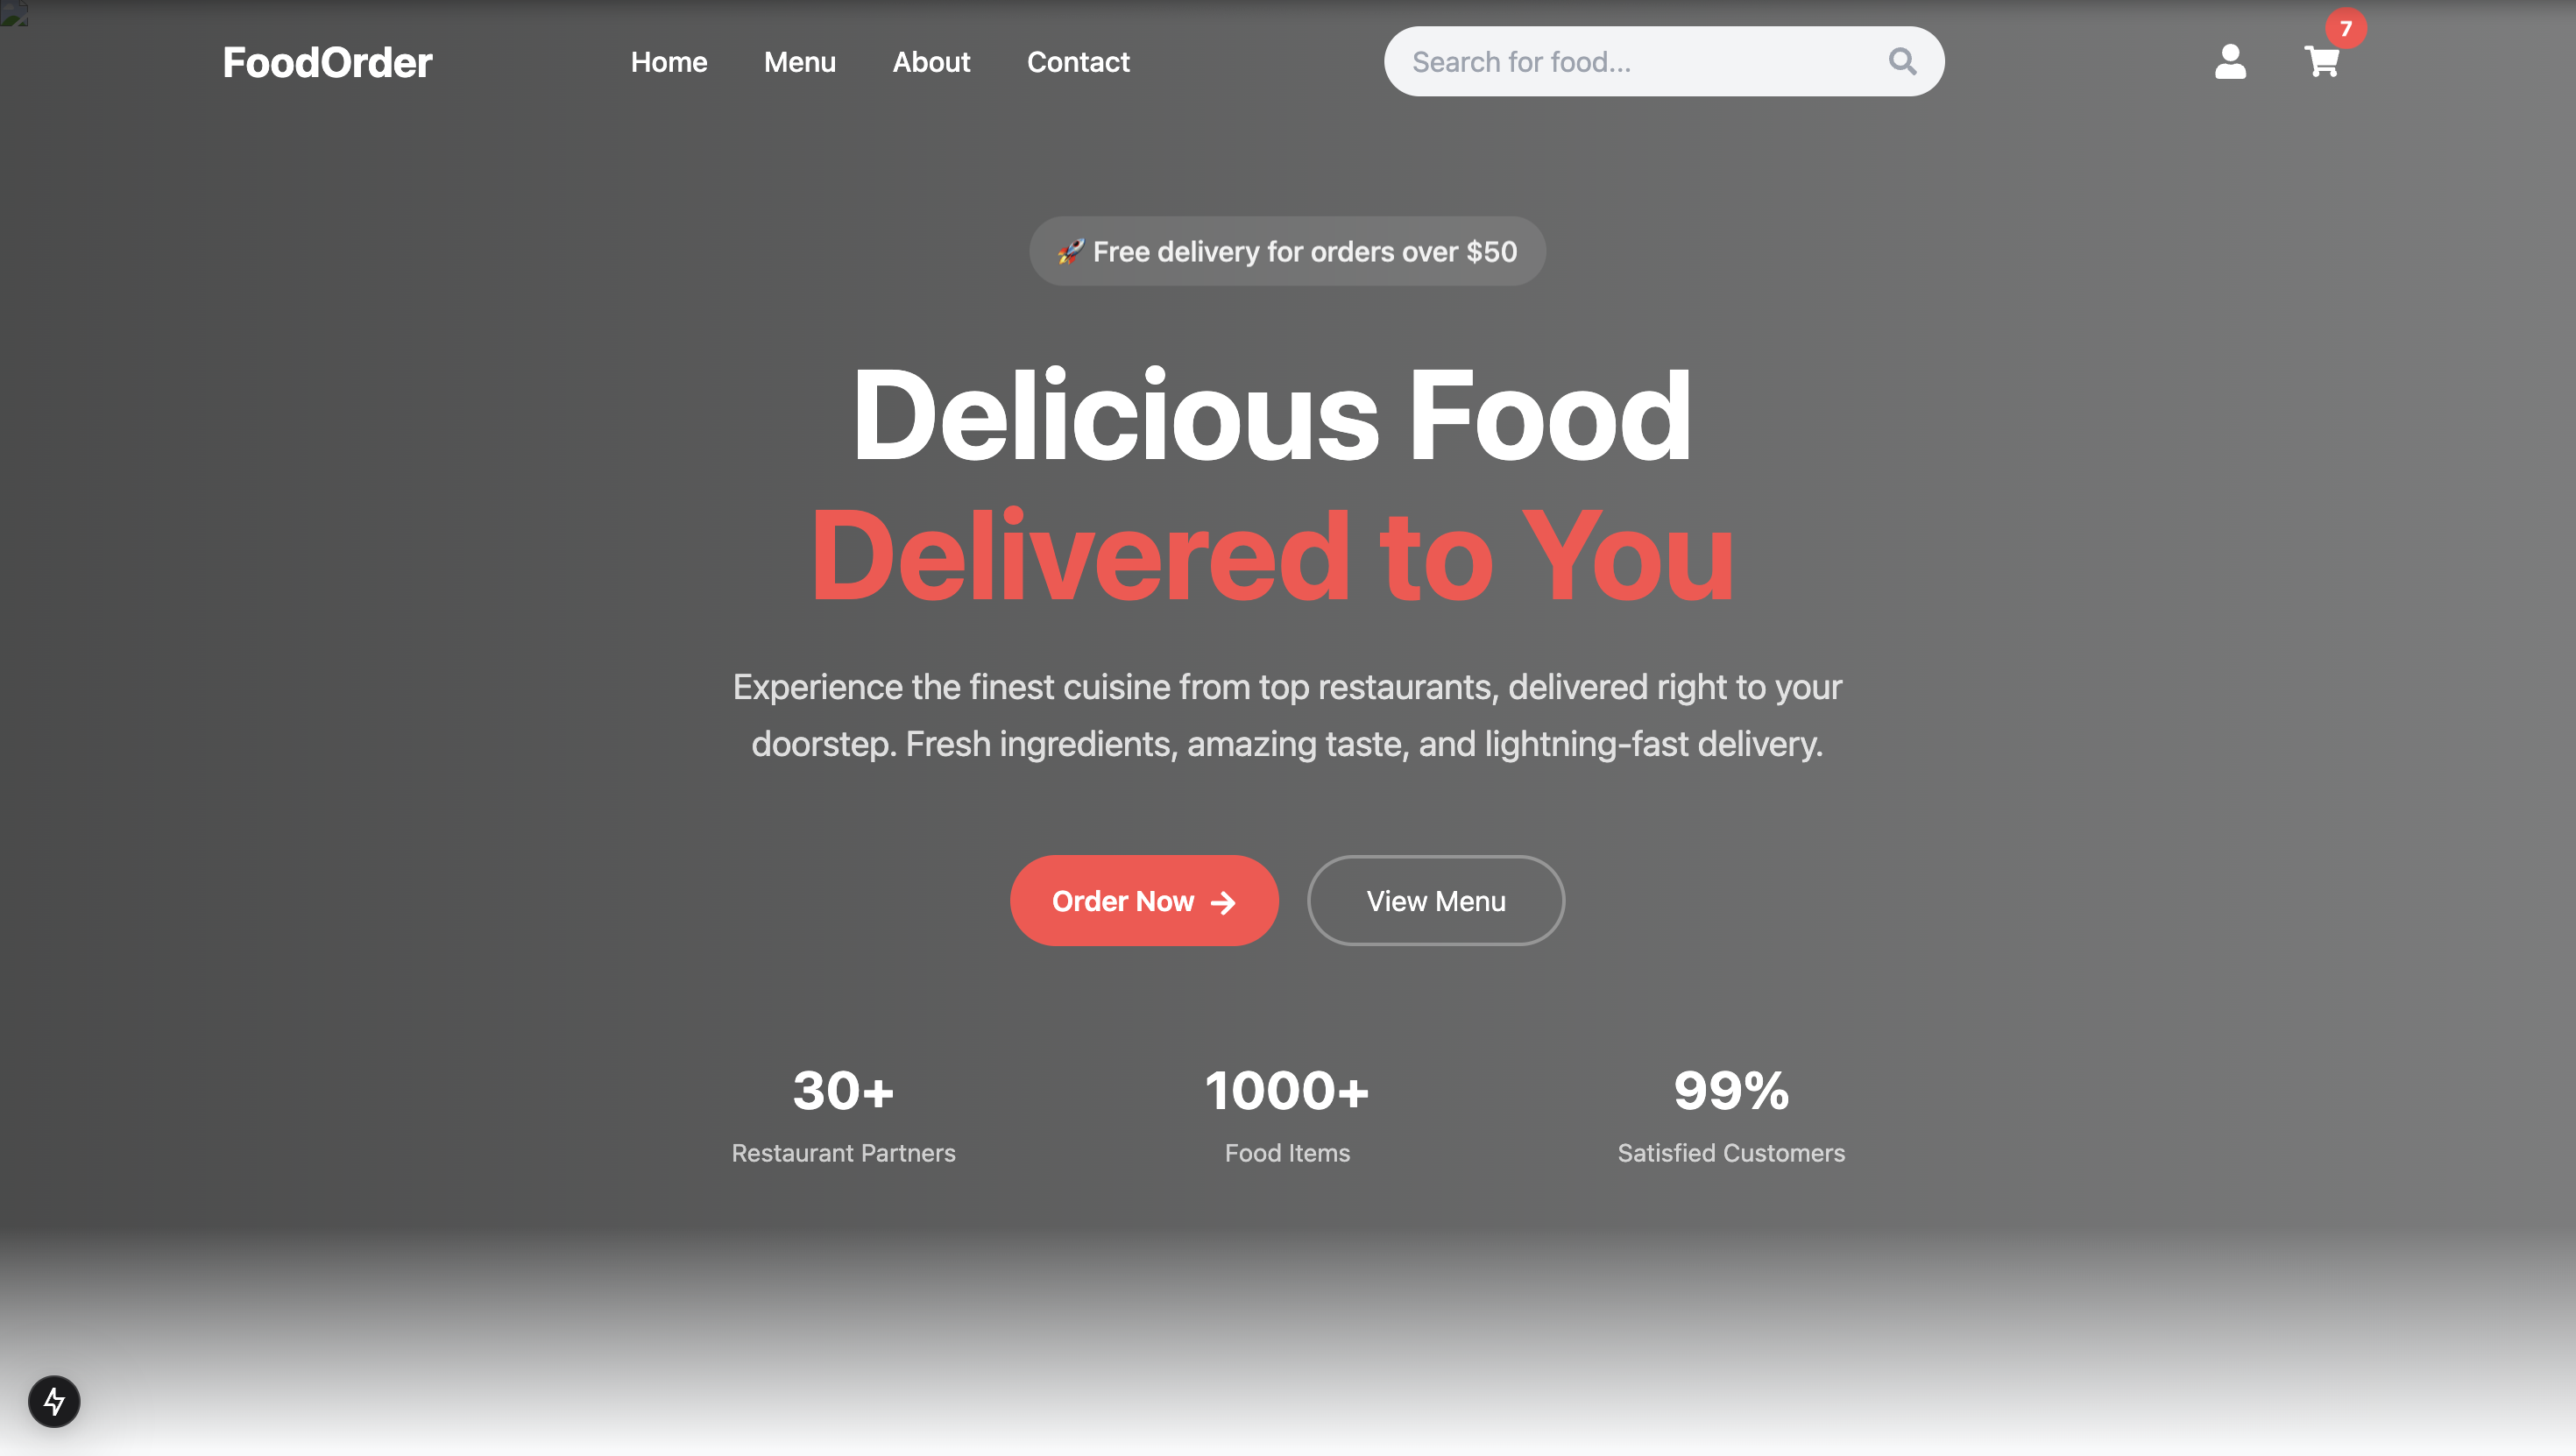 FoodOrder
Home
Menu
About
Contact
Search for food...
7
🚀 Free delivery for orders over $50
Delicious Food
Delivered to You
Experience the finest cuisine from top restaurants, delivered right to your
doorstep. Fresh ingredients, amazing taste, and lightning-fast delivery.
Order Now →
View Menu
30+
Restaurant Partners
1000+
Food Items
99%
Satisfied Customers